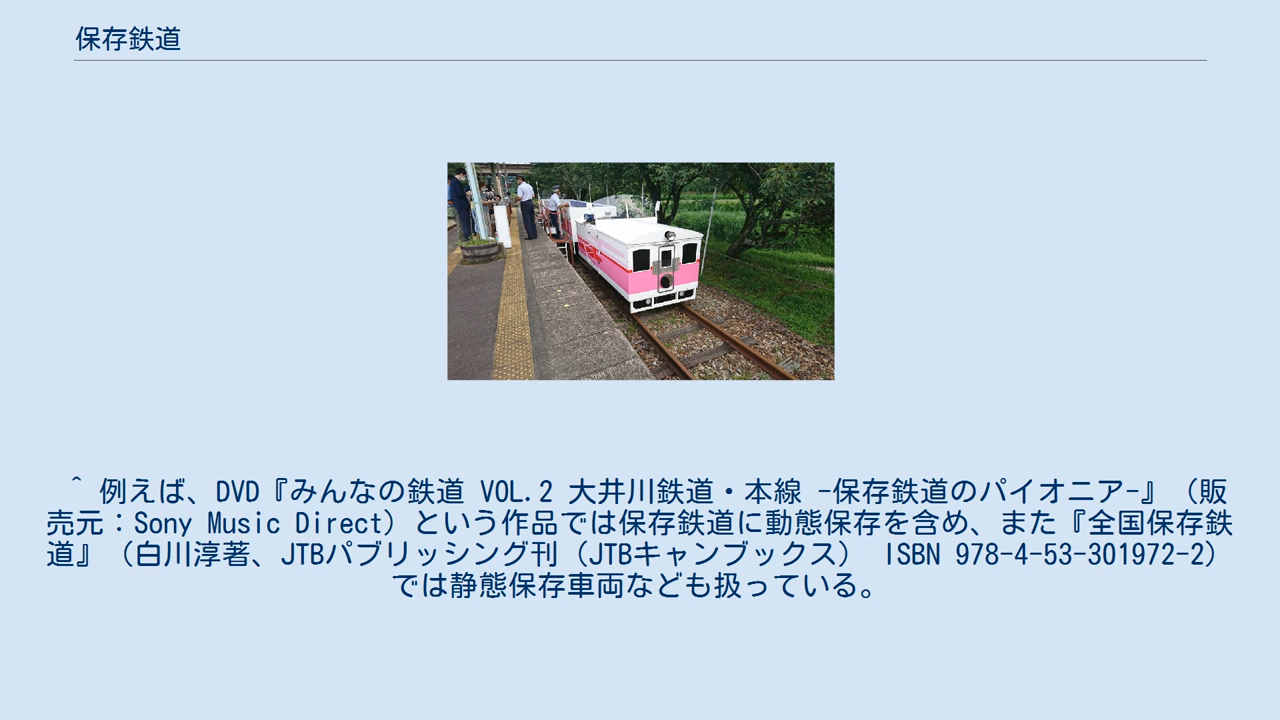 保存鉄道
^ 例えば、DVD『みんなの鉄道 VOL.2 大井川鉄道・本線 -保存鉄道のパイオニア-』（販
売元：Sony Music Direct）という作品では保存鉄道に動態保存を含め、また『全国保存鉄
道』（白川淳著、JTBパブリッシング刊（JTBキャンブックス） ISBN 978-4-53-301972-2）
では静態保存車両なども扱っている。